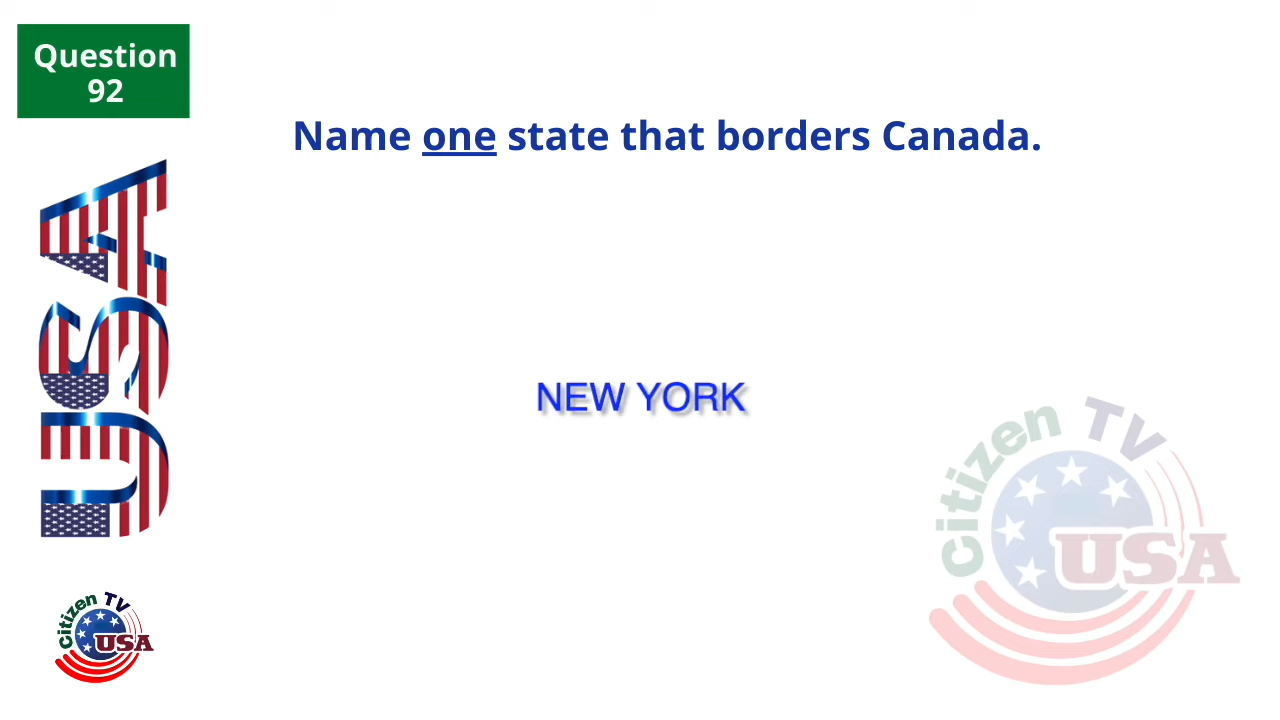 Question
92
Name one state that borders Canada.
USA
NEW YORK
Citizen TV
USA
Citizen TV
USA